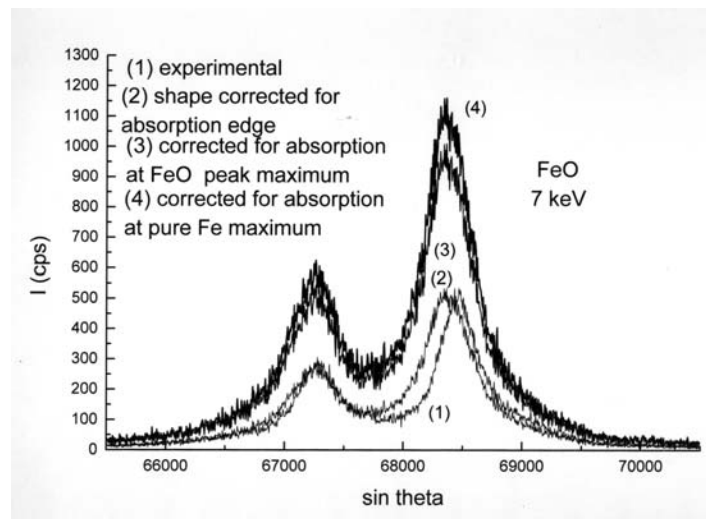 1300
1200
1100
1000
900
800
700
600
500
400
300
200
100
0
I (cps)
(1) experimental
(2) shape corrected for
absorption edge
(3) corrected for absorption
at FeO peak maximum
(4) corrected for absorption
at pure Fe maximum
(4)
FeO
7 keV
(3)
(2)
(1)
66000 67000 68000 69000 70000
sin theta